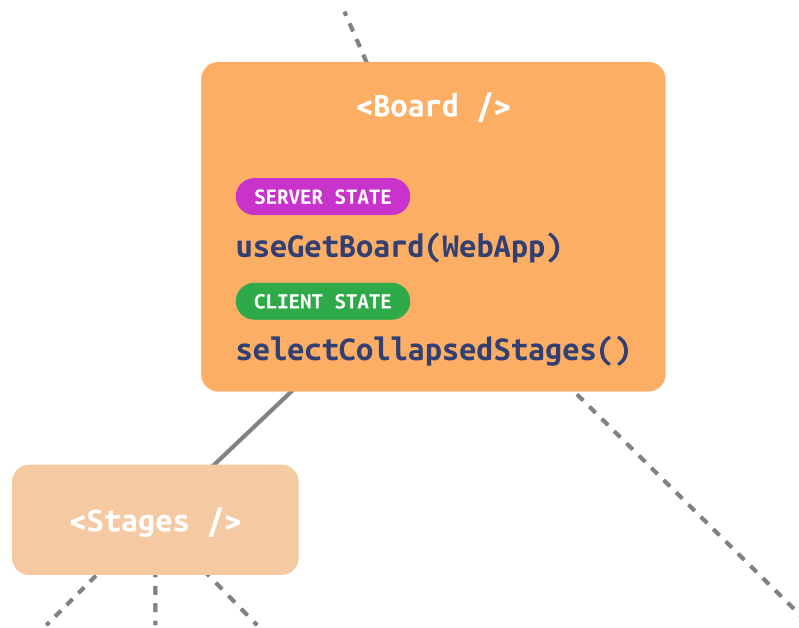 <Board />
SERVER STATE
useGetBoard(WebApp)
CLIENT STATE
selectCollapsedStages()
<Stages />